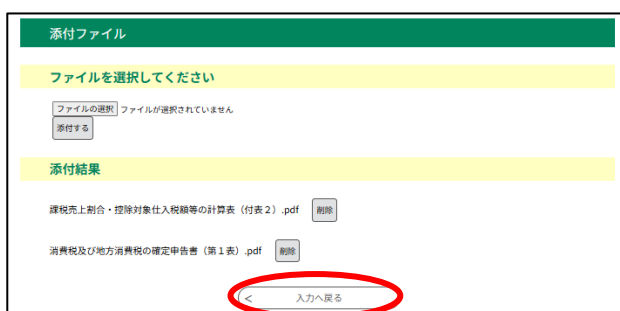 添付ファイル
ファイルを選択してください
ファイルの選択 ファイルが選択されていません
添付する
添付結果
課税売上割合・控除対象仕入税額等の計算表（付表２）.pdf 削除
消費税及び地方消費税の確定申告書（第１表）.pdf 削除
< 入力へ戻る